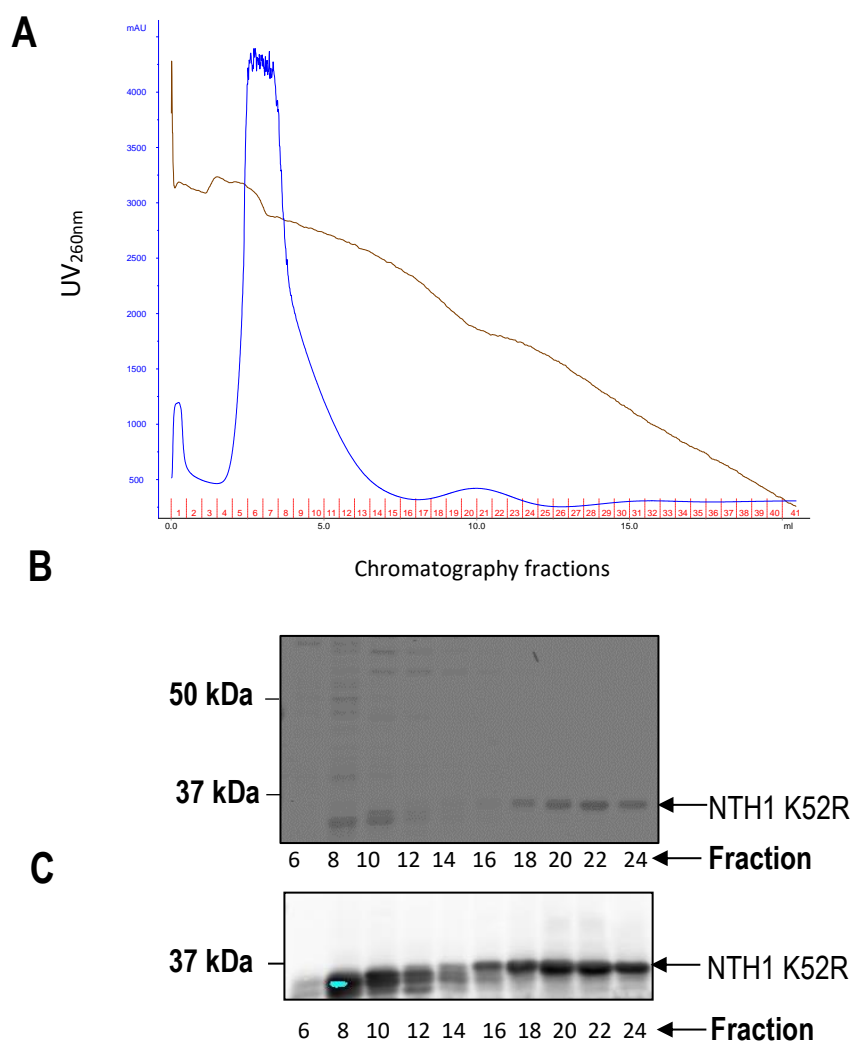 A
mAU
4000
3500
3000
2500
2000
1500
1000
500
UV260nm
1 2 3 4 5 6 7 8 9 10 11 12 13 14 15 16 17 18 19 20 21 22 23 24 25 26 27 28 29 30 31 32 33 34 35 36 37 38 39 40 41
0.0 5.0 10.0 15.0 ml
Chromatography fractions
B
50 kDa
37 kDa
NTH1 K52R
6 8 10 12 14 16 18 20 22 24 Fraction
C
37 kDa
NTH1 K52R
6 8 10 12 14 16 18 20 22 24 Fraction